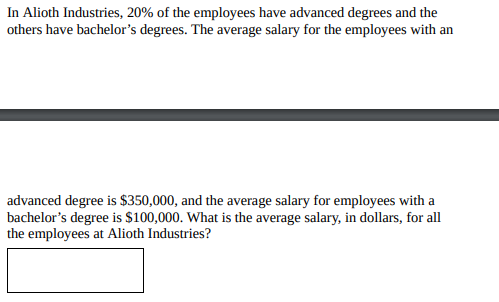 In Alioth Industries, 20% of the employees have advanced degrees and the
others have bachelor’s degrees. The average salary for the employees with an
advanced degree is $350,000, and the average salary for employees with a
bachelor’s degree is $100,000. What is the average salary, in dollars, for all
the employees at Alioth Industries?